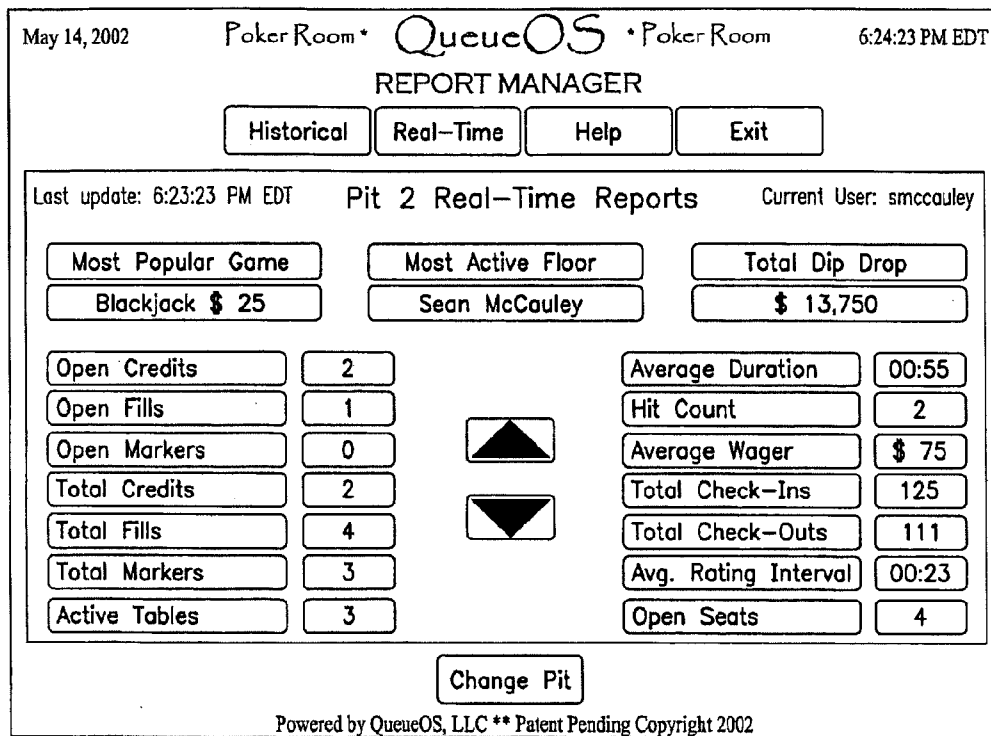 May 14, 2002 Poker Room * QueueOS * Poker Room 6:24:23 PM EDT
REPORT MANAGER
Historical Real-Time Help Exit
Last update: 6:23:23 PM EDT Pit 2 Real-Time Reports Current User: smccauley
Most Popular Game Most Active Floor Total Dip Drop
Blackjack $ 25 Sean McCauley $ 13,750
Open Credits 2 Average Duration 00:55
Open Fills 1 Hit Count 2
Open Markers 0 Average Wager $ 75
Total Credits 2 Total Check-Ins 125
Total Fills 4 Total Check-Outs 111
Total Markers 3 Avg. Rating Interval 00:23
Active Tables 3 Open Seats 4
Change Pit
Powered by QueueOS, LLC ** Patent Pending Copyright 2002